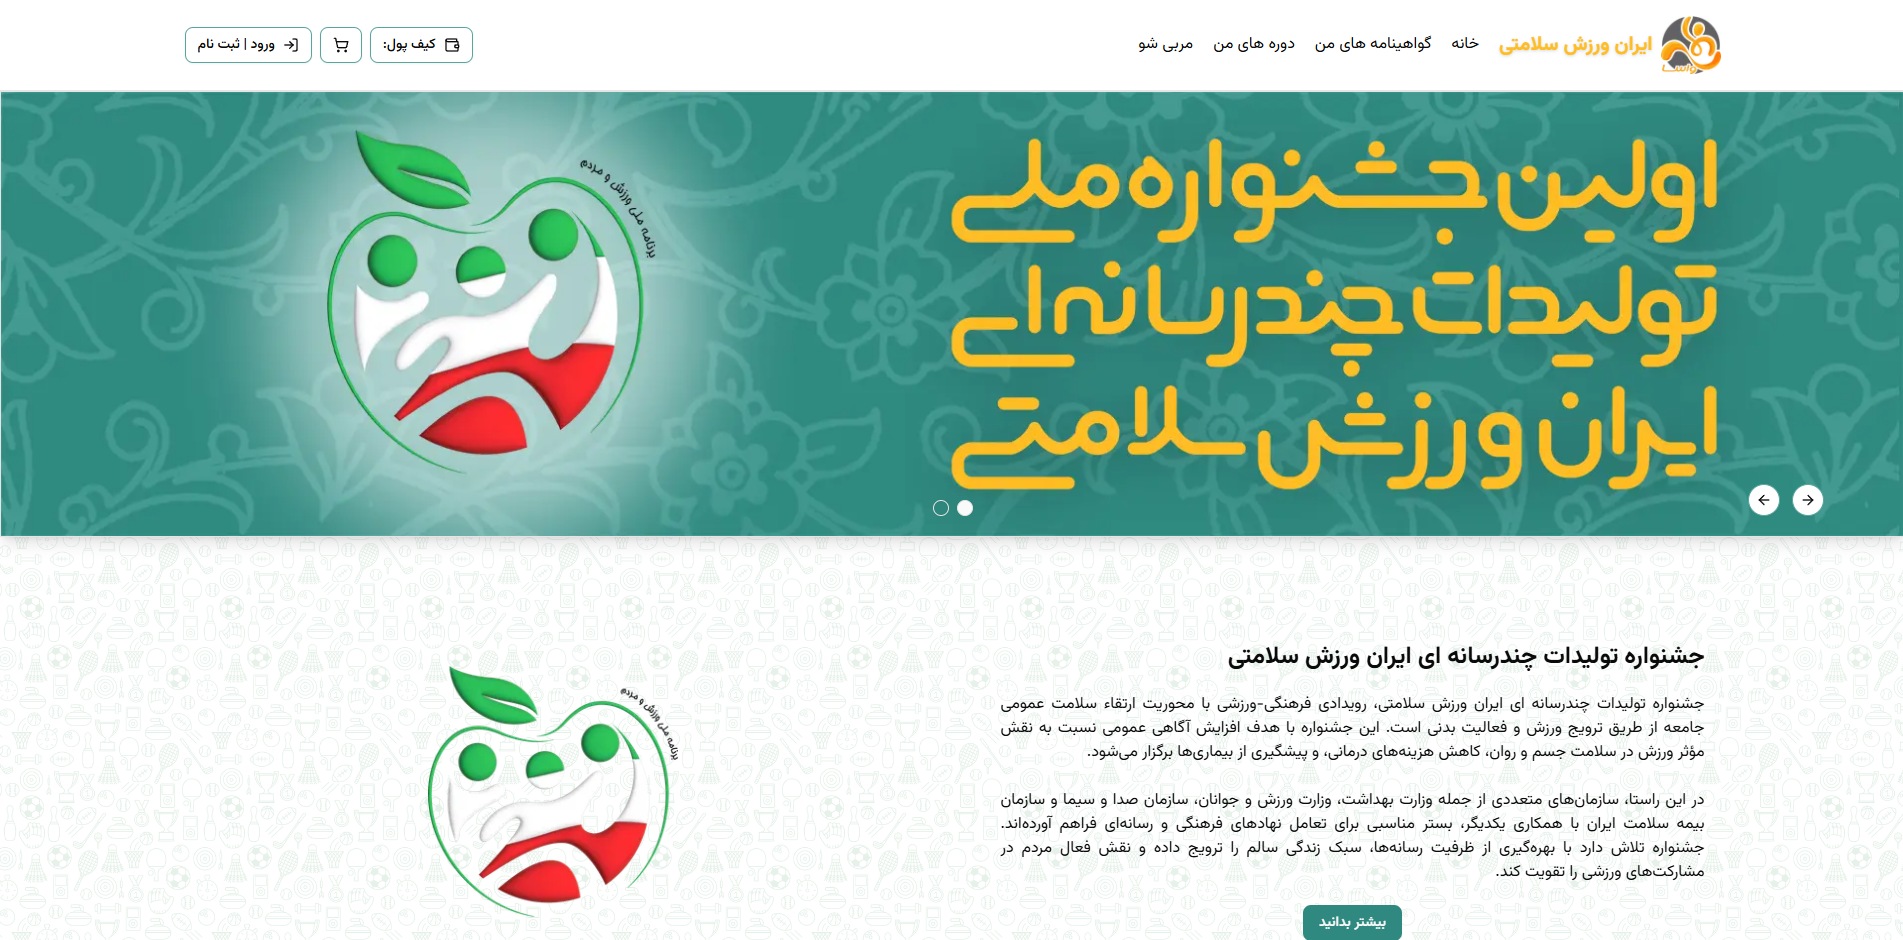 واسا
ایران ورزش سلامتی
خانه
گواهینامه های من
دوره های من
مربی شو
کیف پول:
ورود | ثبت نام
اولین جشنواره ملی
تولیدات چندرسانه ای
ایران ورزش سلامتی
برنامه ملی ورزش و مردم
جشنواره تولیدات چندرسانه ای ایران ورزش سلامتی
جشنواره تولیدات چندرسانه ای ایران ورزش سلامتی، رویدادی فرهنگی-ورزشی با محوریت ارتقاء سلامت عمومی
جامعه از طریق ترویج ورزش و فعالیت بدنی است. این جشنواره با هدف افزایش آگاهی عمومی نسبت به نقش
مؤثر ورزش در سلامت جسم و روان، کاهش هزینه‌های درمانی، و پیشگیری از بیماری‌ها برگزار می‌شود.
در این راستا، سازمان‌های متعددی از جمله وزارت بهداشت، وزارت ورزش و جوانان، سازمان صدا و سیما و سازمان
بیمه سلامت ایران با همکاری یکدیگر، بستر مناسبی برای تعامل نهادهای فرهنگی و رسانه‌ای فراهم آورده‌اند.
جشنواره تلاش دارد با بهره‌گیری از ظرفیت رسانه‌ها، سبک زندگی سالم را ترویج داده و نقش فعال مردم در
مشارکت‌های ورزشی را تقویت کند.
بیشتر بدانید
برنامه ملی ورزش و مردم